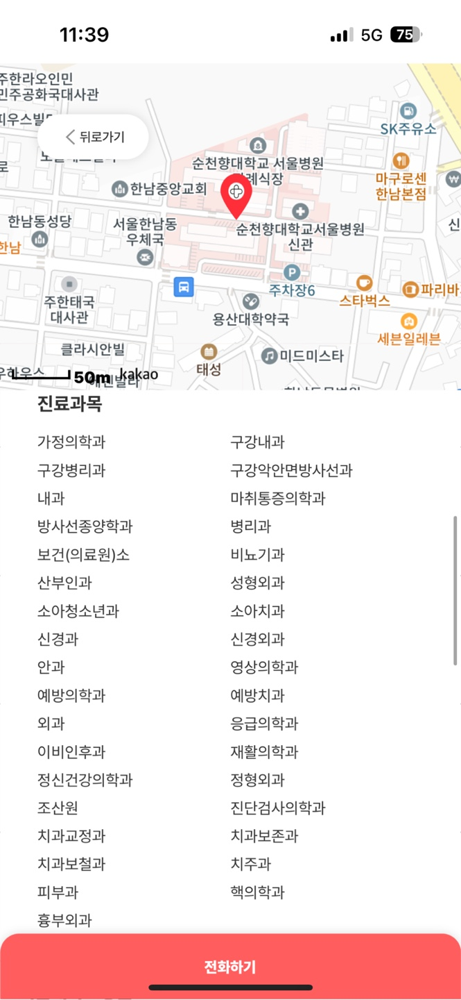 11:39
5G 75
주한라오인민
민주공화국대사관
뒤로가기
SK주유소
순천향대학교 서울병원
마구로센
한남본점
한남중앙교회
한남동성당
서울한남동
우체국
순천향대학교서울병원
신관
한남
주차장6
스타벅스
파리바
주한태국
대사관
용산대학약국
세븐일레븐
클라시안빌
미드미스타
태성
50m kakao
진료과목
가정의학과 구강내과
구강병리과 구강악안면방사선과
내과 마취통증의학과
방사선종양학과 병리과
보건(의료원)소 비뇨기과
산부인과 성형외과
소아청소년과 소아치과
신경과 신경외과
안과 영상의학과
예방의학과 예방치과
외과 응급의학과
이비인후과 재활의학과
정신건강의학과 정형외과
조산원 진단검사의학과
치과교정과 치과보존과
치과보철과 치주과
피부과 핵의학과
흉부외과
전화하기